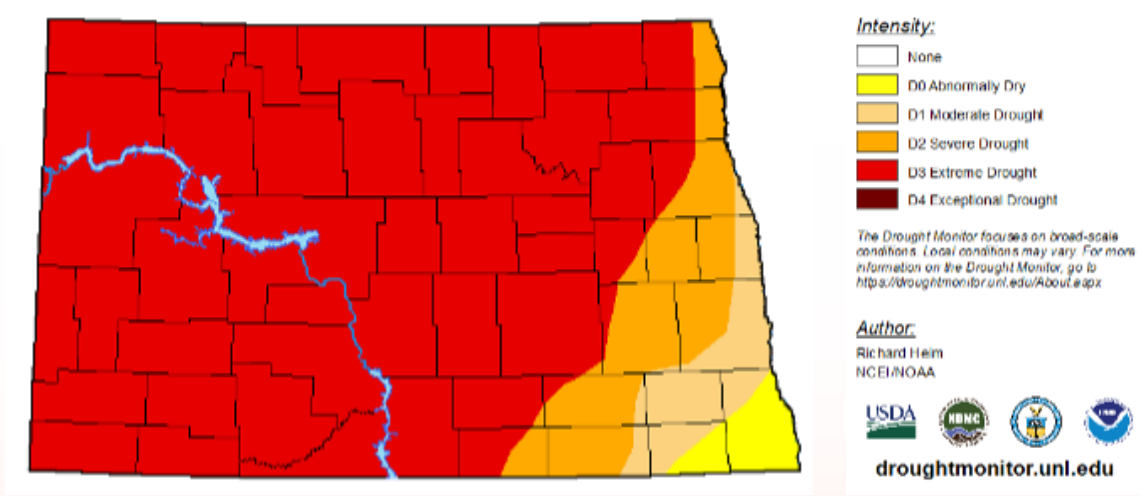 Intensity:
None
D0 Abnormally Dry
D1 Moderate Drought
D2 Severe Drought
D3 Extreme Drought
D4 Exceptional Drought
The Drought Monitor focuses on broad-scale
conditions. Local conditions may vary. For more
information on the Drought Monitor, go to
https://droughtmonitor.unl.edu/About.aspx
Author:
Richard Heim
NCEI/NOAA
USDA
NDMC
droughtmonitor.unl.edu